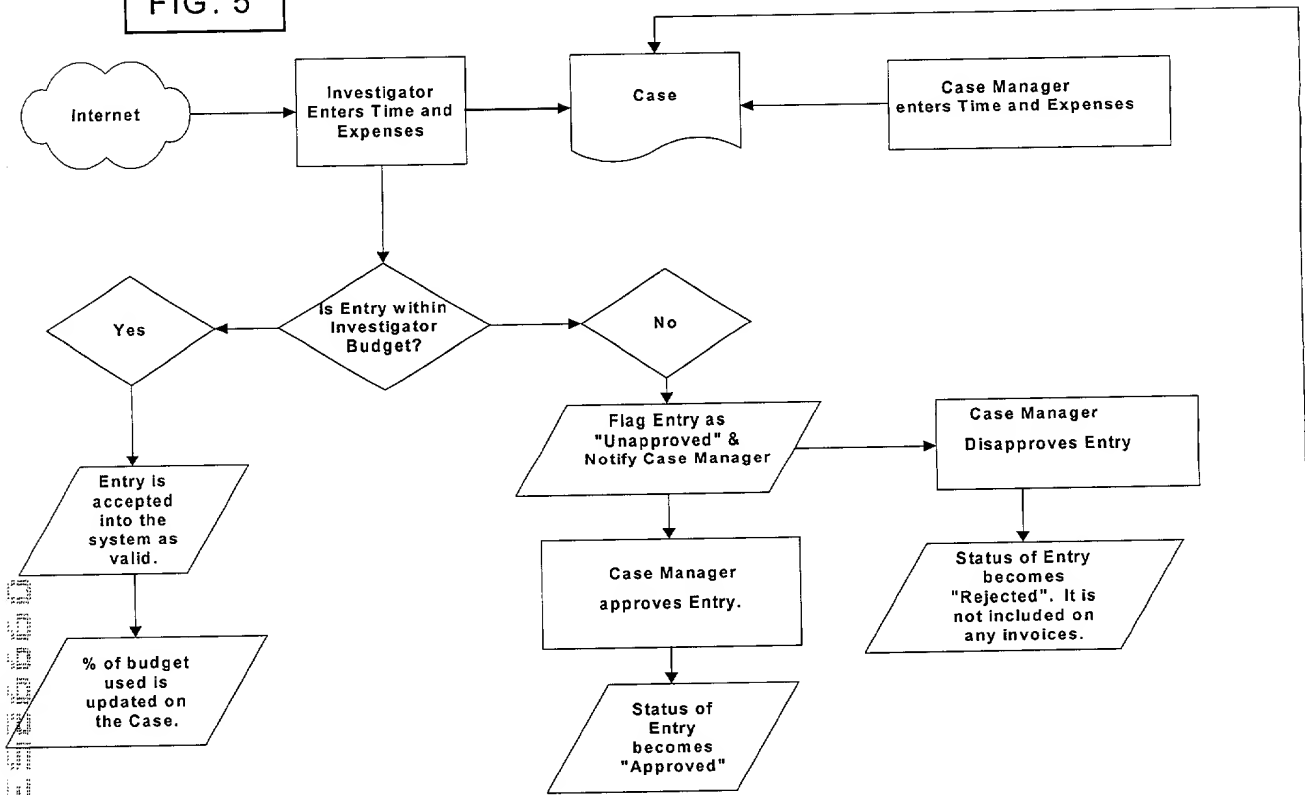 FIG. 5
Internet
Investigator
Enters Time and
Expenses
Case
Case Manager
enters Time and Expenses
Yes
Is Entry within
Investigator
Budget?
No
Flag Entry as
"Unapproved" &
Notify Case Manager
Case Manager
Disapproves Entry
Entry is
accepted
into the
system as
valid.
Case Manager
approves Entry.
Status of Entry
becomes
"Rejected". It is
not included on
any invoices.
% of budget
used is
updated on
the Case.
Status of
Entry
becomes
"Approved"